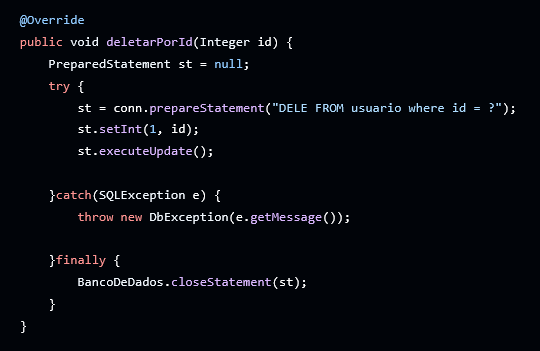 @Override
public void deletarPorId(Integer id) {
    PreparedStatement st = null;
    try {
        st = conn.prepareStatement("DELE FROM usuario where id = ?");
        st.setInt(1, id);
        st.executeUpdate();

    }catch(SQLException e) {
        throw new DbException(e.getMessage());

    }finally {
        BancoDeDados.closeStatement(st);
    }
}